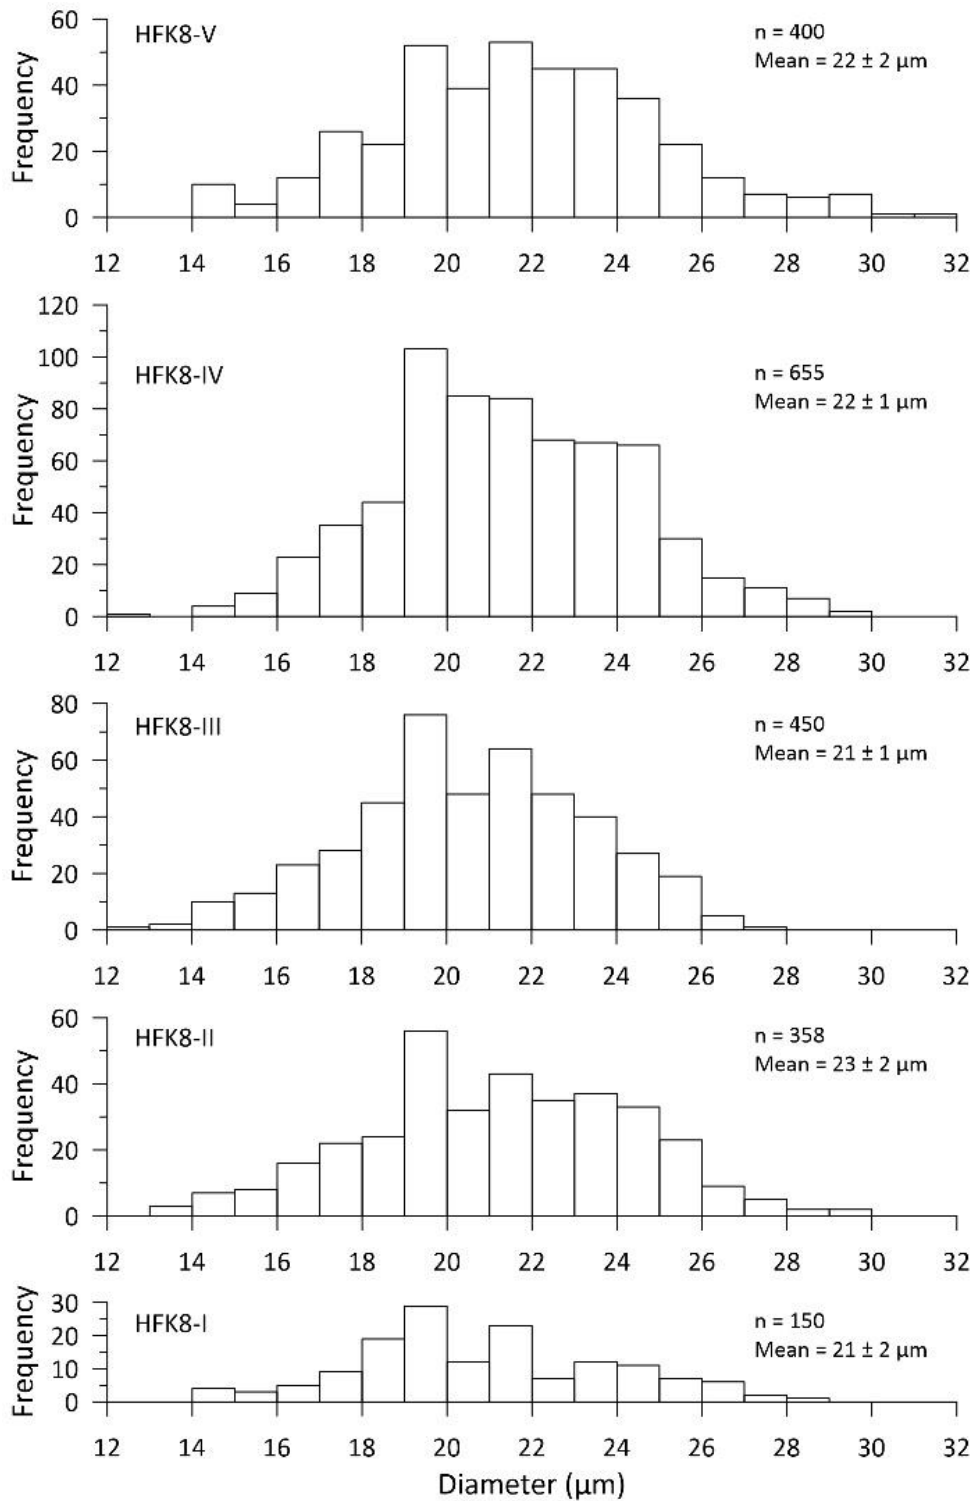 60
HFK8-V
n = 400
Mean = 22 ± 2 µm
40
Frequency
20
0
12 14 16 18 20 22 24 26 28 30 32
120
100
HFK8-IV
n = 655
Mean = 22 ± 1 µm
80
Frequency
60
40
20
0
12 14 16 18 20 22 24 26 28 30 32
80
HFK8-III
n = 450
Mean = 21 ± 1 µm
60
Frequency
40
20
0
12 14 16 18 20 22 24 26 28 30 32
60
HFK8-II
n = 358
Mean = 23 ± 2 µm
40
Frequency
20
0
12 14 16 18 20 22 24 26 28 30 32
30
HFK8-I
n = 150
Mean = 21 ± 2 µm
20
Frequency
10
0
12 14 16 18 20 22 24 26 28 30 32
Diameter (µm)